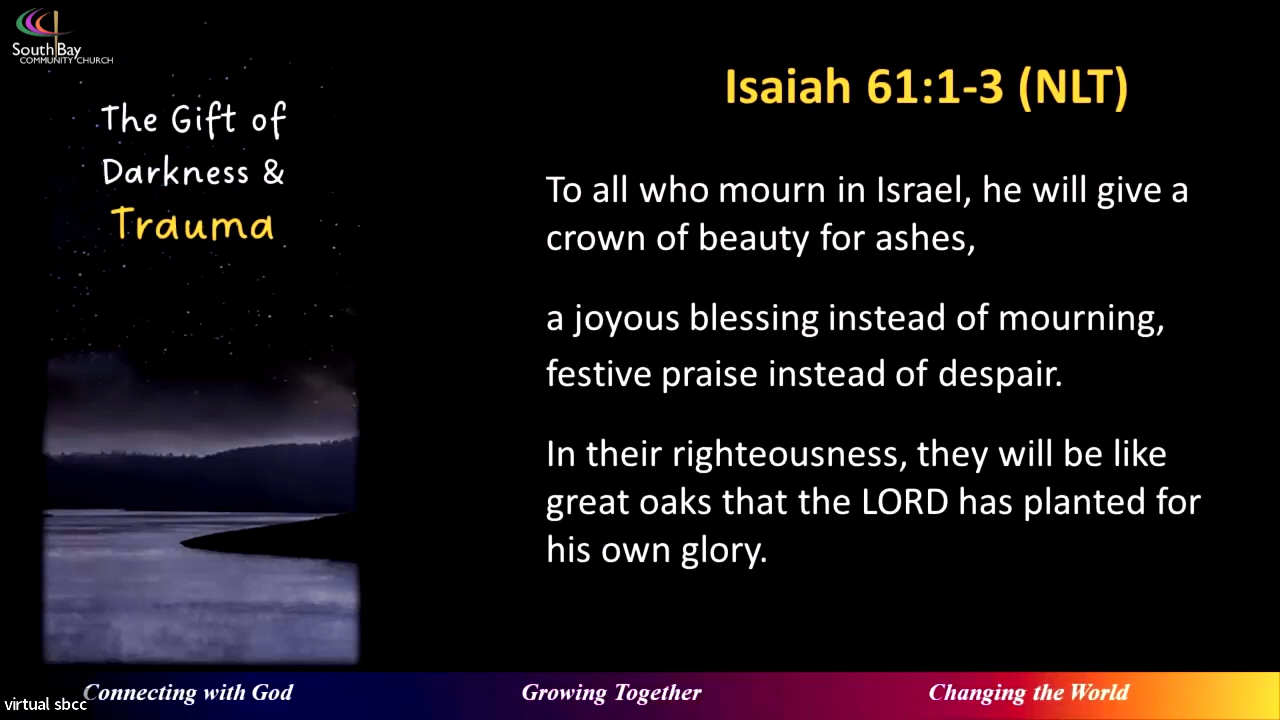 South Bay
COMMUNITY CHURCH
The Gift of
Darkness &
Trauma
Isaiah 61:1-3 (NLT)
To all who mourn in Israel, he will give a
crown of beauty for ashes,
a joyous blessing instead of mourning,
festive praise instead of despair.
In their righteousness, they will be like
great oaks that the LORD has planted for
his own glory.
Connecting with God
Growing Together
Changing the World
virtual sbcc